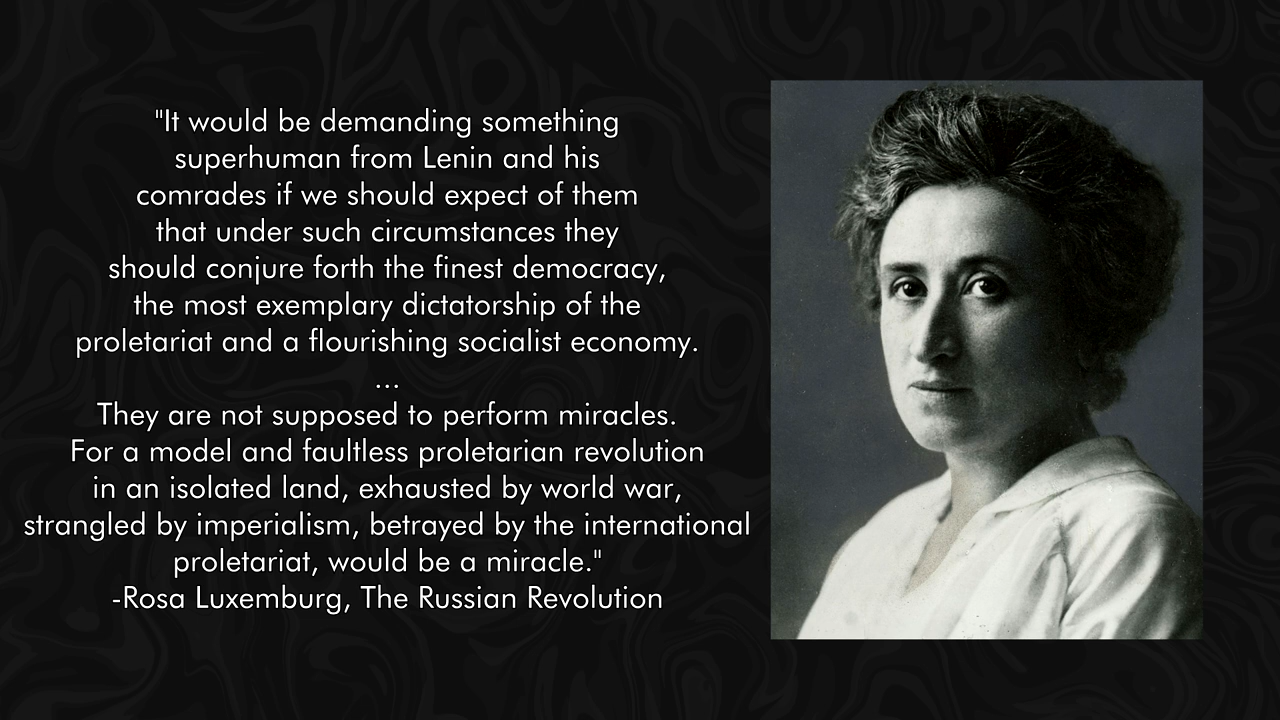 "It would be demanding something
superhuman from Lenin and his
comrades if we should expect of them
that under such circumstances they
should conjure forth the finest democracy,
the most exemplary dictatorship of the
proletariat and a flourishing socialist economy.
...
They are not supposed to perform miracles.
For a model and faultless proletarian revolution
in an isolated land, exhausted by world war,
strangled by imperialism, betrayed by the international
proletariat, would be a miracle."
-Rosa Luxemburg, The Russian Revolution